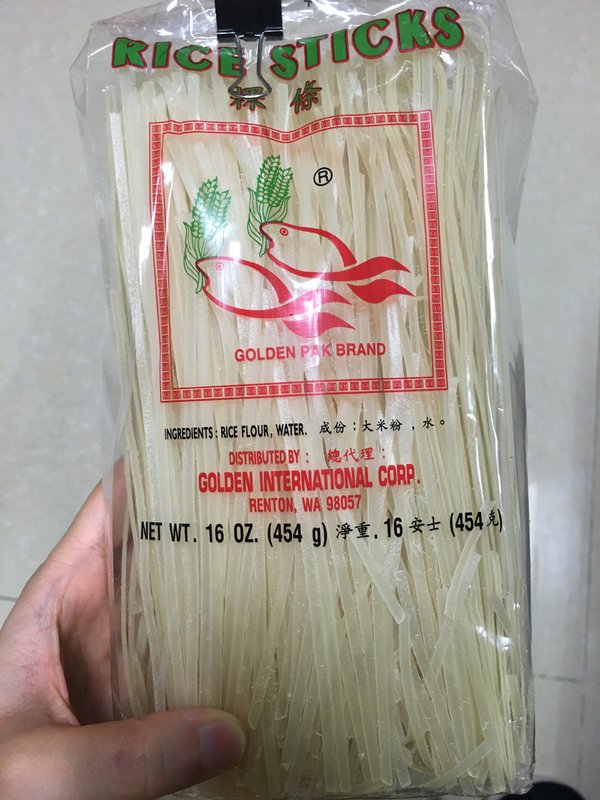 RICE STICKS
粿 條
®
GOLDEN PAK BRAND
INGREDIENTS : RICE FLOUR, WATER. 成份：大米粉，水。
DISTRIBUTED BY : 總代理：
GOLDEN INTERNATIONAL CORP.
RENTON, WA 98057
NET WT. 16 OZ. (454 g) 淨重. 16 安士 (454克)